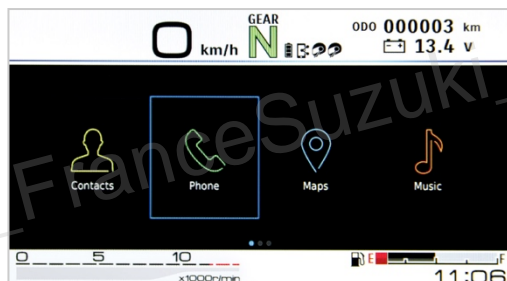 GEAR
0 km/h N
ODO 000003 km
13.4 V
Contacts Phone Maps Music
_FranceSuzuki_
0 5 10
x1000r/min
E F
11:06